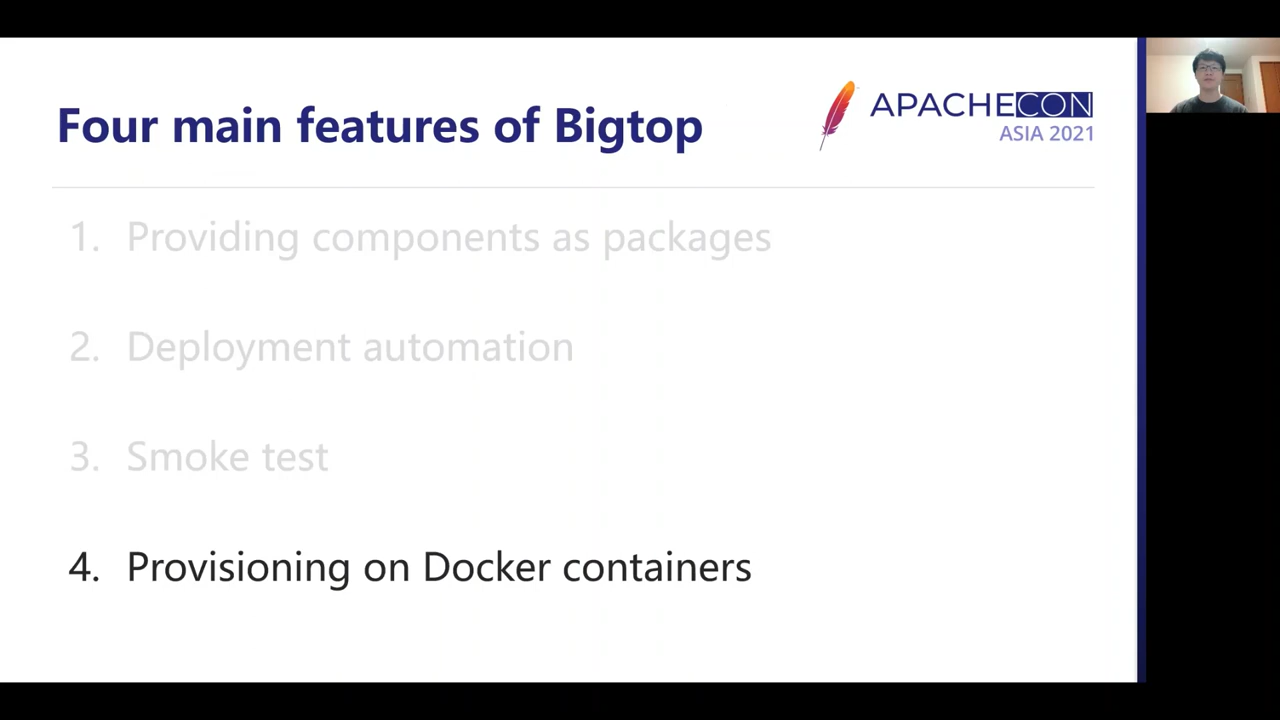 Four main features of Bigtop
APACHECON
ASIA 2021
1. Providing components as packages
2. Deployment automation
3. Smoke test
4. Provisioning on Docker containers